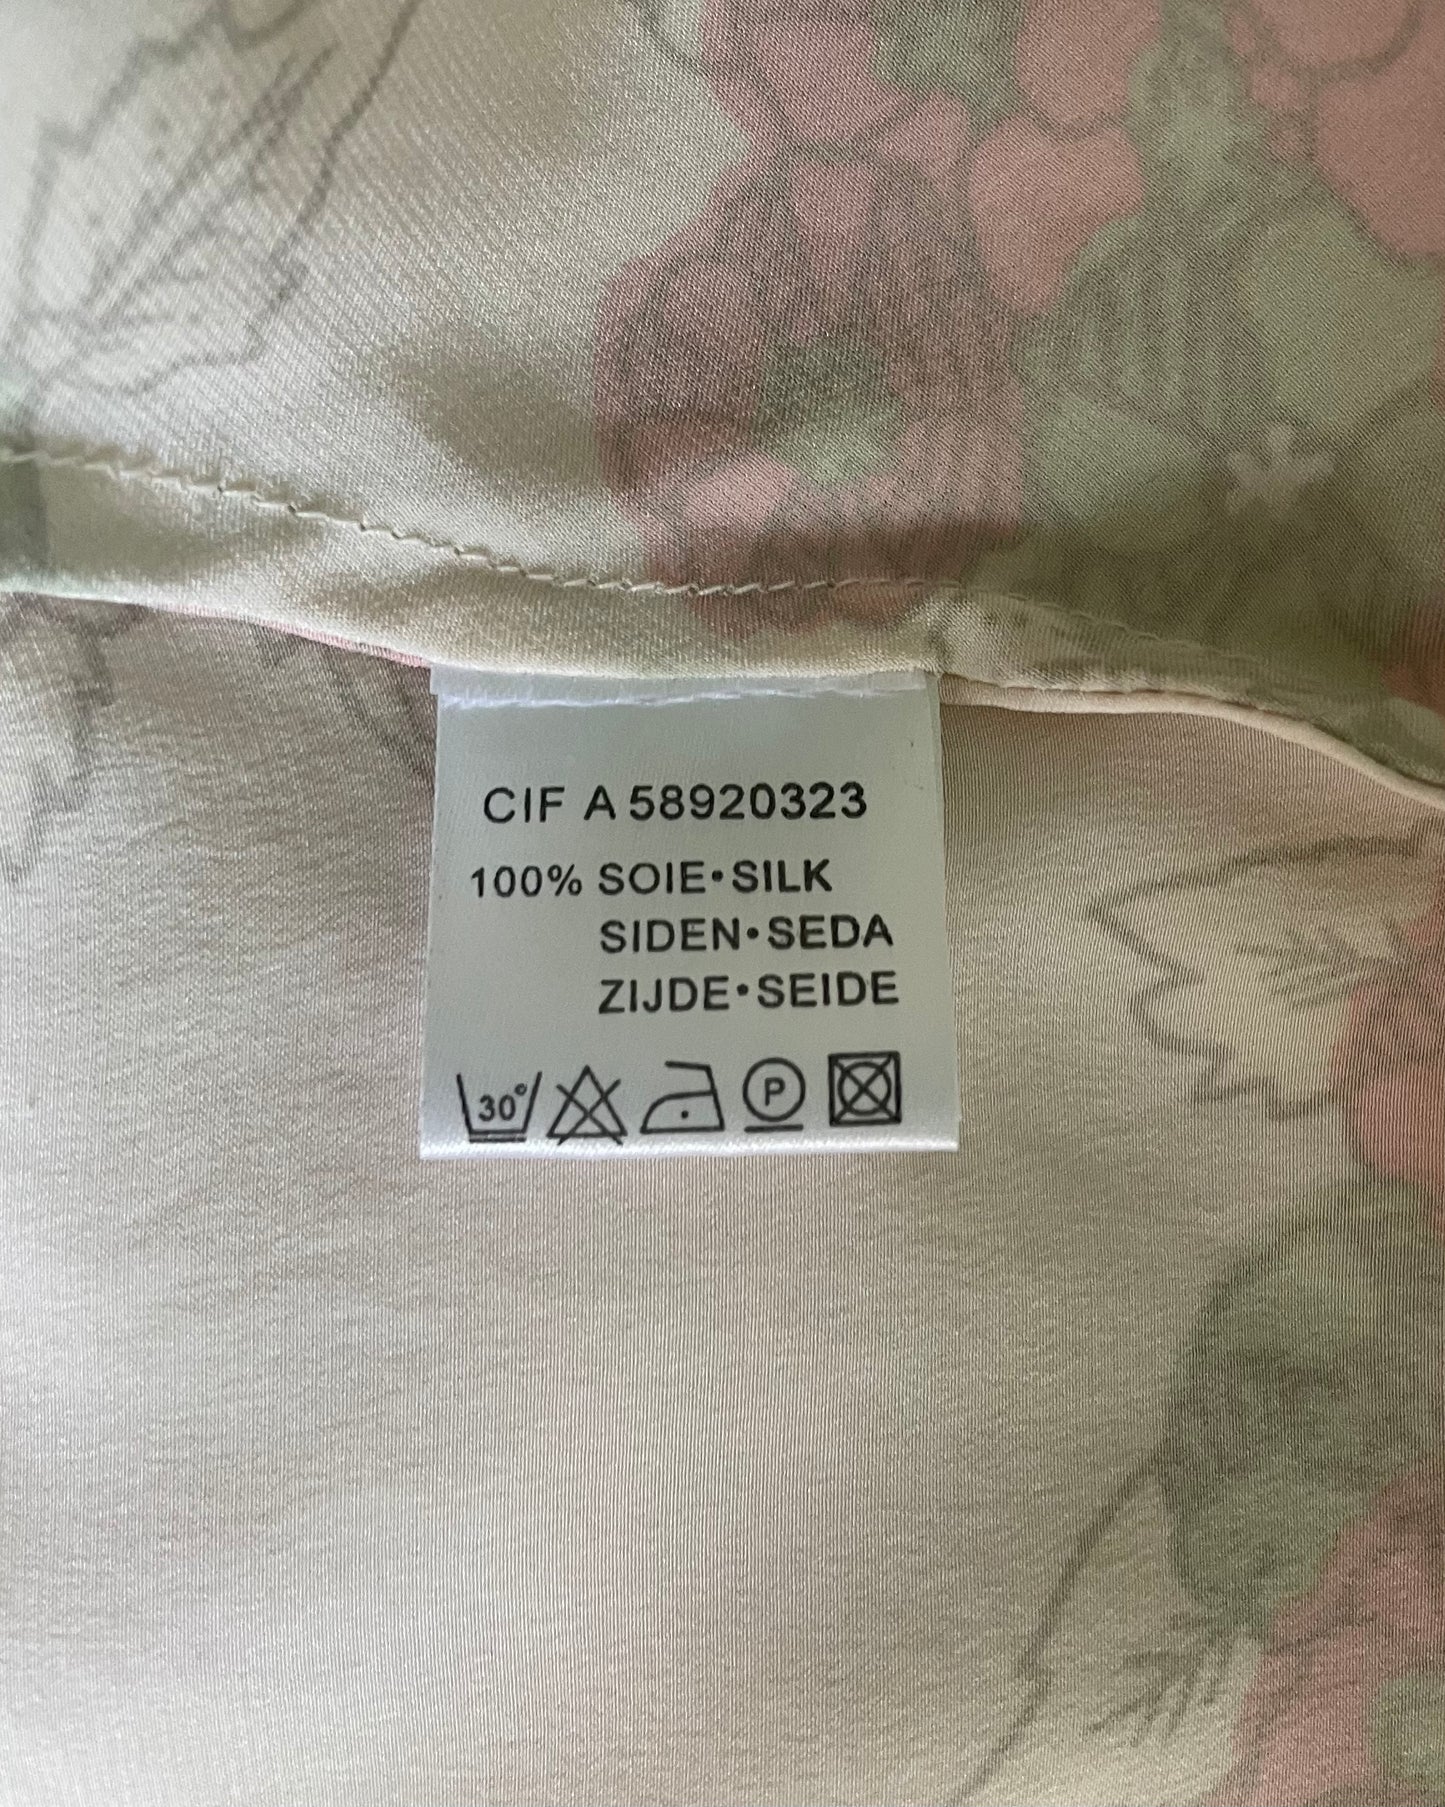 CIF A 58920323
100% SOIE•SILK
SIDEN•SEDA
ZIJDE•SEIDE
30° P